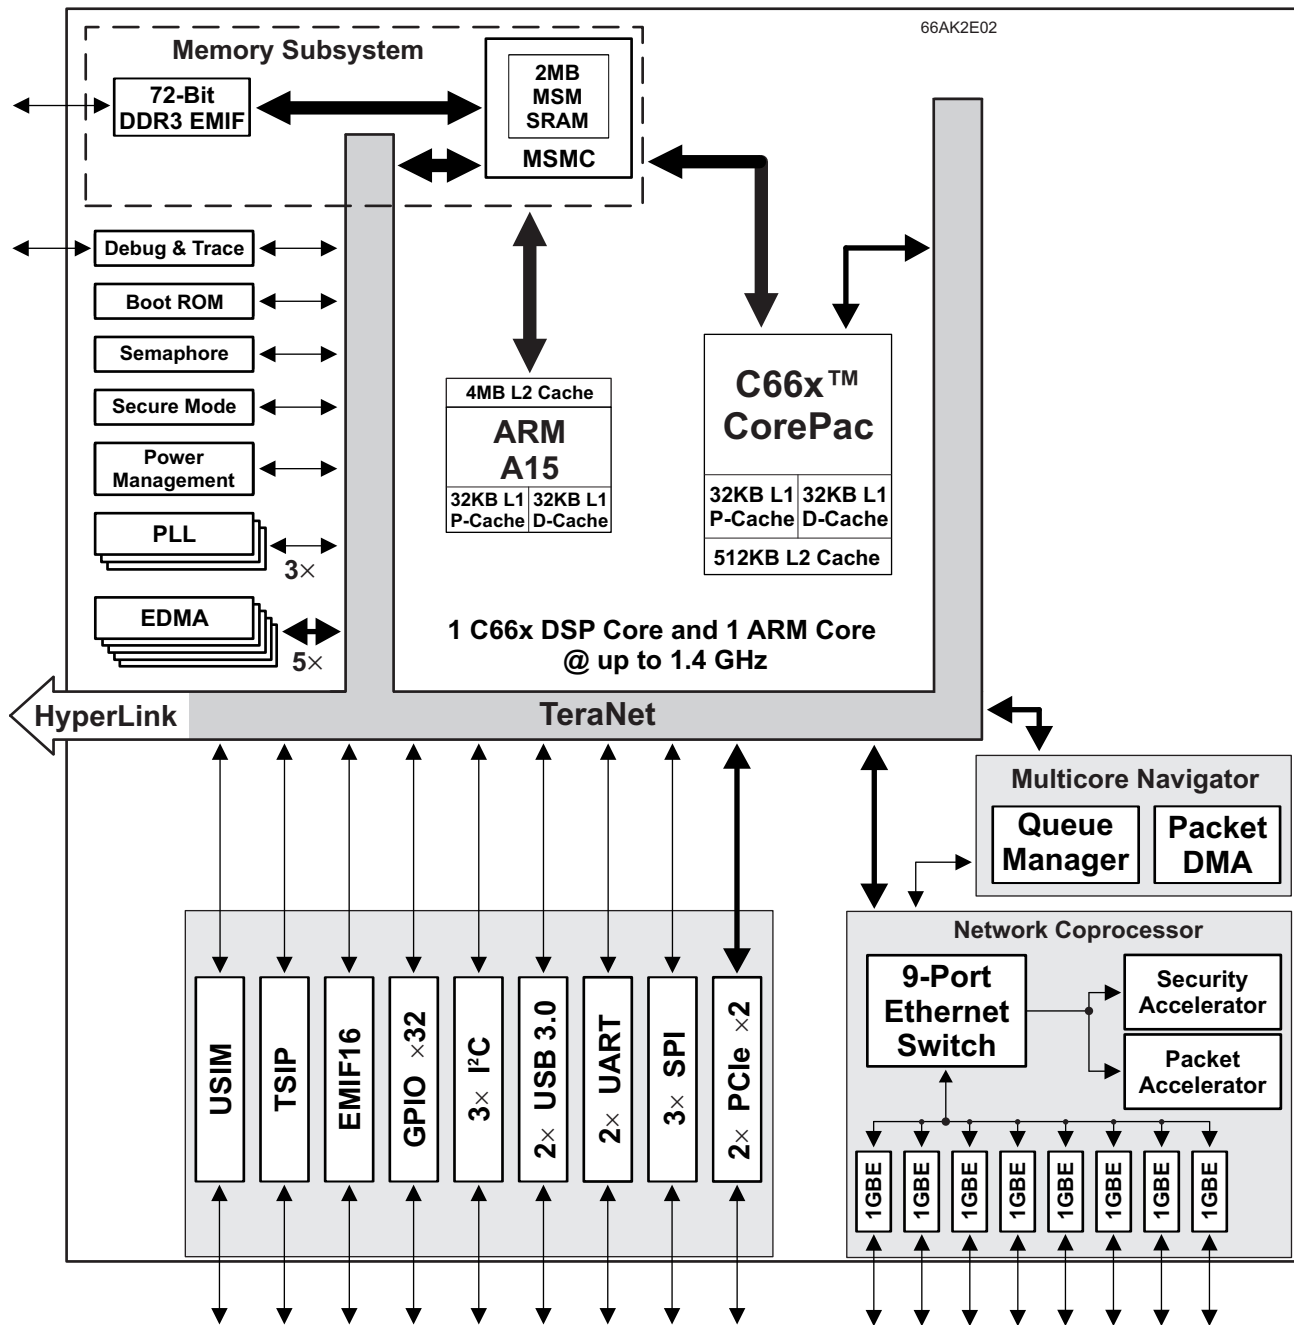 66AK2E02
Memory Subsystem
72-Bit
DDR3 EMIF
2MB
MSM
SRAM
MSMC
Debug & Trace
Boot ROM
Semaphore
Secure Mode
Power
Management
PLL
3×
EDMA
5×
4MB L2 Cache
ARM
A15
32KB L1
P-Cache
32KB L1
D-Cache
C66x™
CorePac
32KB L1
P-Cache
32KB L1
D-Cache
512KB L2 Cache
1 C66x DSP Core and 1 ARM Core
@ up to 1.4 GHz
HyperLink
TeraNet
Multicore Navigator
Queue
Manager
Packet
DMA
Network Coprocessor
9-Port
Ethernet
Switch
Security
Accelerator
Packet
Accelerator
USIM
TSIP
EMIF16
GPIO ×32
3× I²C
2× USB 3.0
2× UART
3× SPI
2× PCIe ×2
1GBE
1GBE
1GBE
1GBE
1GBE
1GBE
1GBE
1GBE